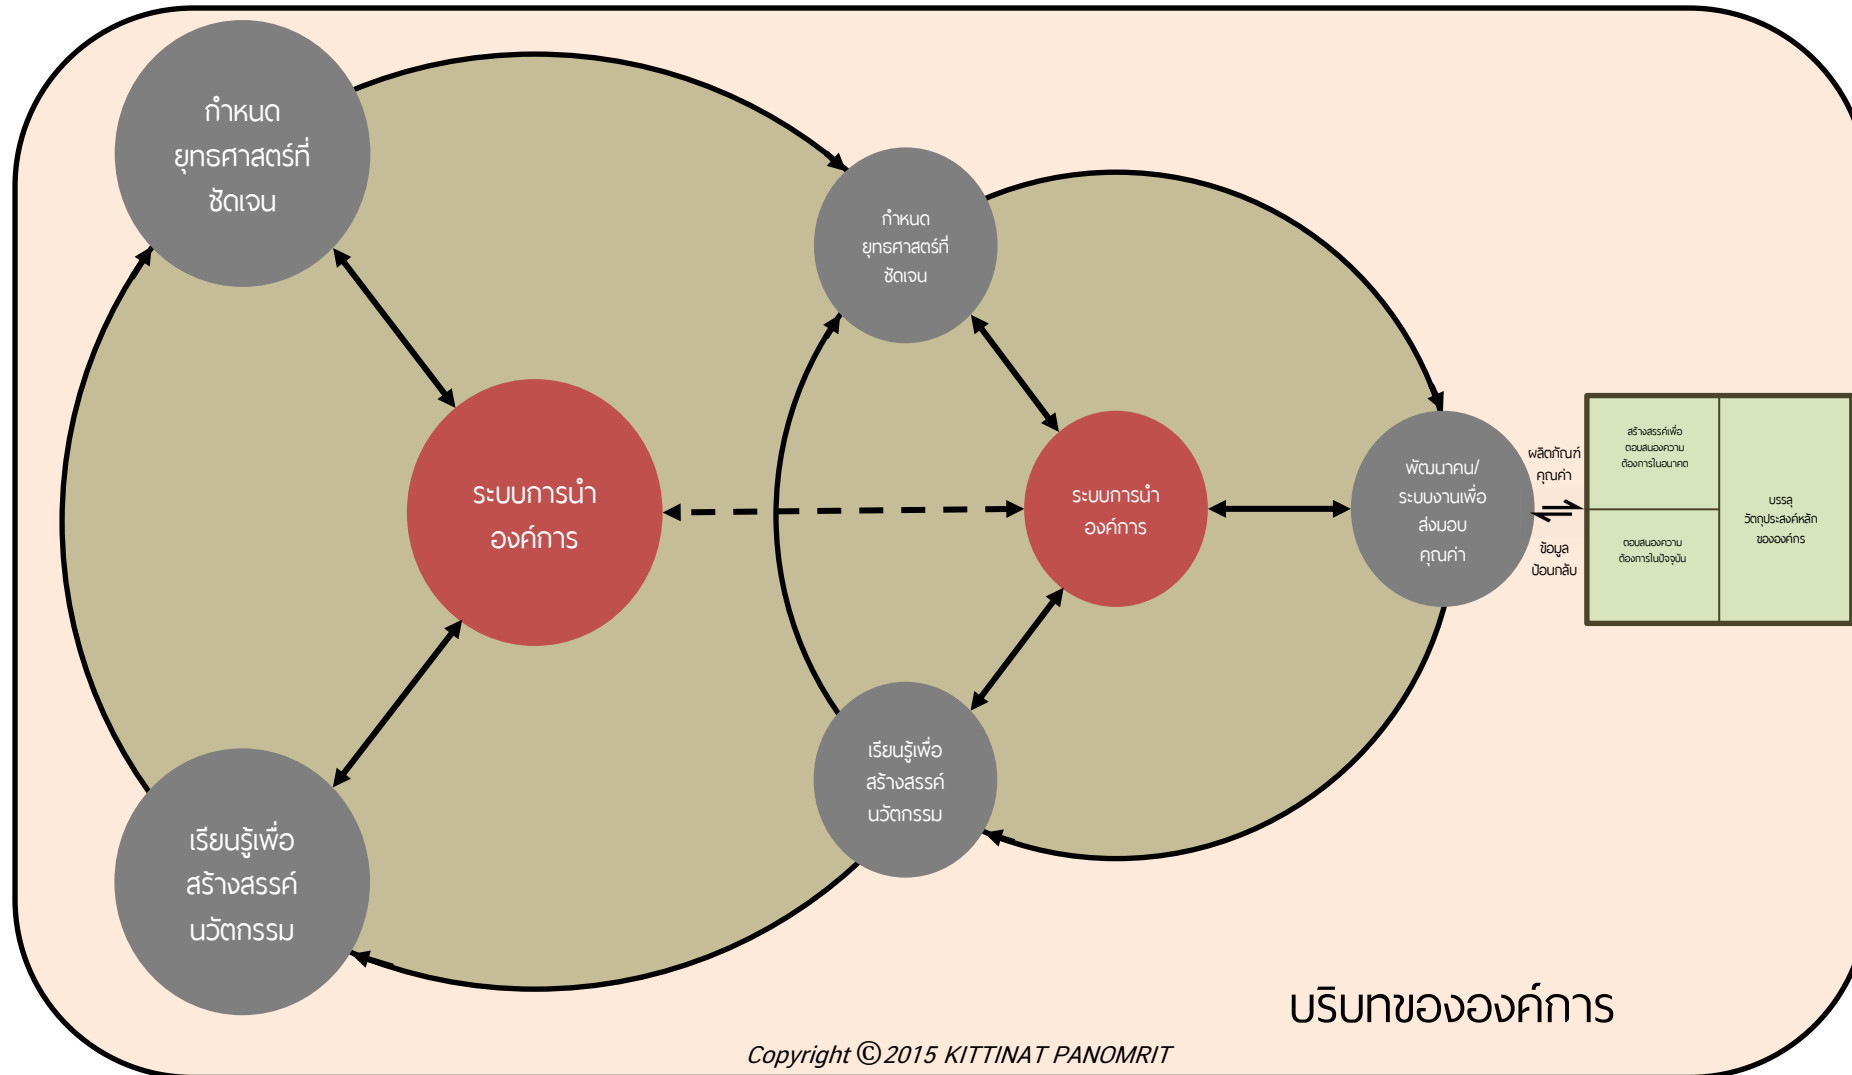 กำหนด
ยุทธศาสตร์ที่
ชัดเจน
กำหนด
ยุทธศาสตร์ที่
ชัดเจน
ระบบการนำ
องค์การ
ระบบการนำ
องค์การ
พัฒนาคน/
ระบบงานเพื่อ
ส่งมอบ
คุณค่า
ผลิตภัณฑ์
คุณค่า
ข้อมูล
ป้อนกลับ
สร้างสรรค์เพื่อ
ตอบสนองความ
ต้องการในอนาคต
ตอบสนองความ
ต้องการในปัจจุบัน
บรรลุ
วัตถุประสงค์หลัก
ขององค์กร
เรียนรู้เพื่อ
สร้างสรรค์
นวัตกรรม
เรียนรู้เพื่อ
สร้างสรรค์
นวัตกรรม
บริบทขององค์การ
Copyright ©2015 KITTINAT PANOMRIT